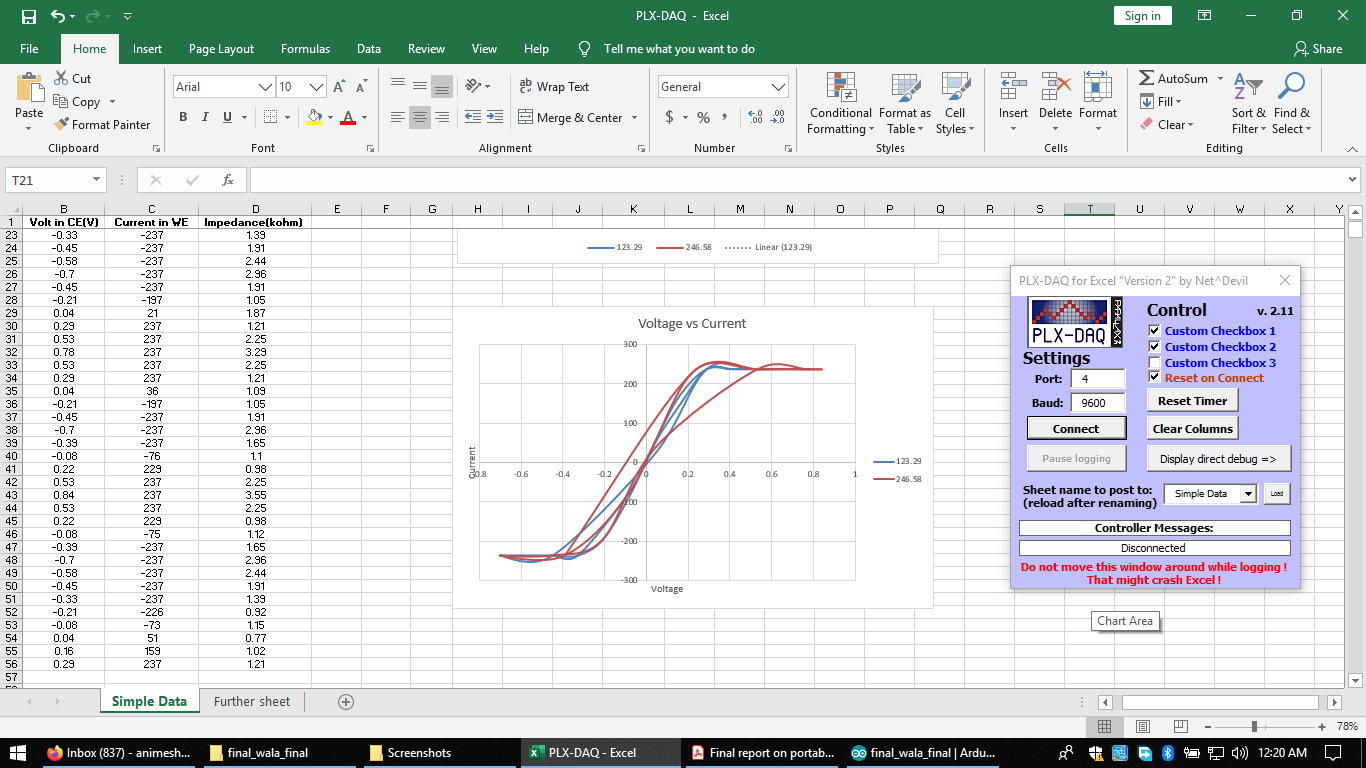 PLX-DAQ - Excel
Sign in
File Home Insert Page Layout Formulas Data Review View Help Tell me what you want to do Share
Paste
Cut
Copy
Format Painter
Clipboard
Arial 10
B I U
Font
Wrap Text
Merge & Center
Alignment
General
$ % ,
Number
Conditional Formatting
Format as Table
Cell Styles
Styles
Insert Delete Format
Cells
AutoSum
Fill
Clear
Sort & Filter
Find & Select
Editing
T21 fx
B C D E F G H I J K L M N O P Q R S T U V W X Y
1 Volt in CE(V) Current in WE Impedance(kohm)
23 -0.33 -237 1.39
24 -0.45 -237 1.91
25 -0.58 -237 2.44
26 -0.7 -237 2.96
27 -0.45 -237 1.91
28 -0.21 -197 1.05
29 0.04 21 1.87
30 0.29 237 1.21
31 0.53 237 2.25
32 0.78 237 3.29
33 0.53 237 2.25
34 0.29 237 1.21
35 0.04 36 1.09
36 -0.21 -197 1.05
37 -0.45 -237 1.91
38 -0.7 -237 2.96
39 -0.39 -237 1.65
40 -0.08 -76 1.1
41 0.22 229 0.98
42 0.53 237 2.25
43 0.84 237 3.55
44 0.53 237 2.25
45 0.22 229 0.98
46 -0.08 -75 1.12
47 -0.39 -237 1.65
48 -0.7 -237 2.96
49 -0.58 -237 2.44
50 -0.45 -237 1.91
51 -0.33 -237 1.39
52 -0.21 -226 0.92
53 -0.08 -73 1.15
54 0.04 51 0.77
55 0.16 159 1.02
56 0.29 237 1.21
57
123.29 246.58 Linear (123.29)
Voltage vs Current
300
200
100
0
-100
-200
-300
-0.8 -0.6 -0.4 -0.2 0 0.2 0.4 0.6 0.8 1
Current
Voltage
123.29
246.58
PLX-DAQ for Excel "Version 2" by Net^Devil
PLX-DAQ
PARALLAX
Control v. 2.11
Custom Checkbox 1
Custom Checkbox 2
Custom Checkbox 3
Reset on Connect
Settings
Port: 4
Baud: 9600
Reset Timer
Connect
Clear Columns
Pause logging
Display direct debug =>
Sheet name to post to:
(reload after renaming)
Simple Data
Load
Controller Messages:
Disconnected
Do not move this window around while logging !
That might crash Excel !
Chart Area
Simple Data Further sheet
78%
Inbox (837) - animesh...
final_wala_final
Screenshots
PLX-DAQ - Excel
Final report on portab...
final_wala_final | Ardu...
12:20 AM